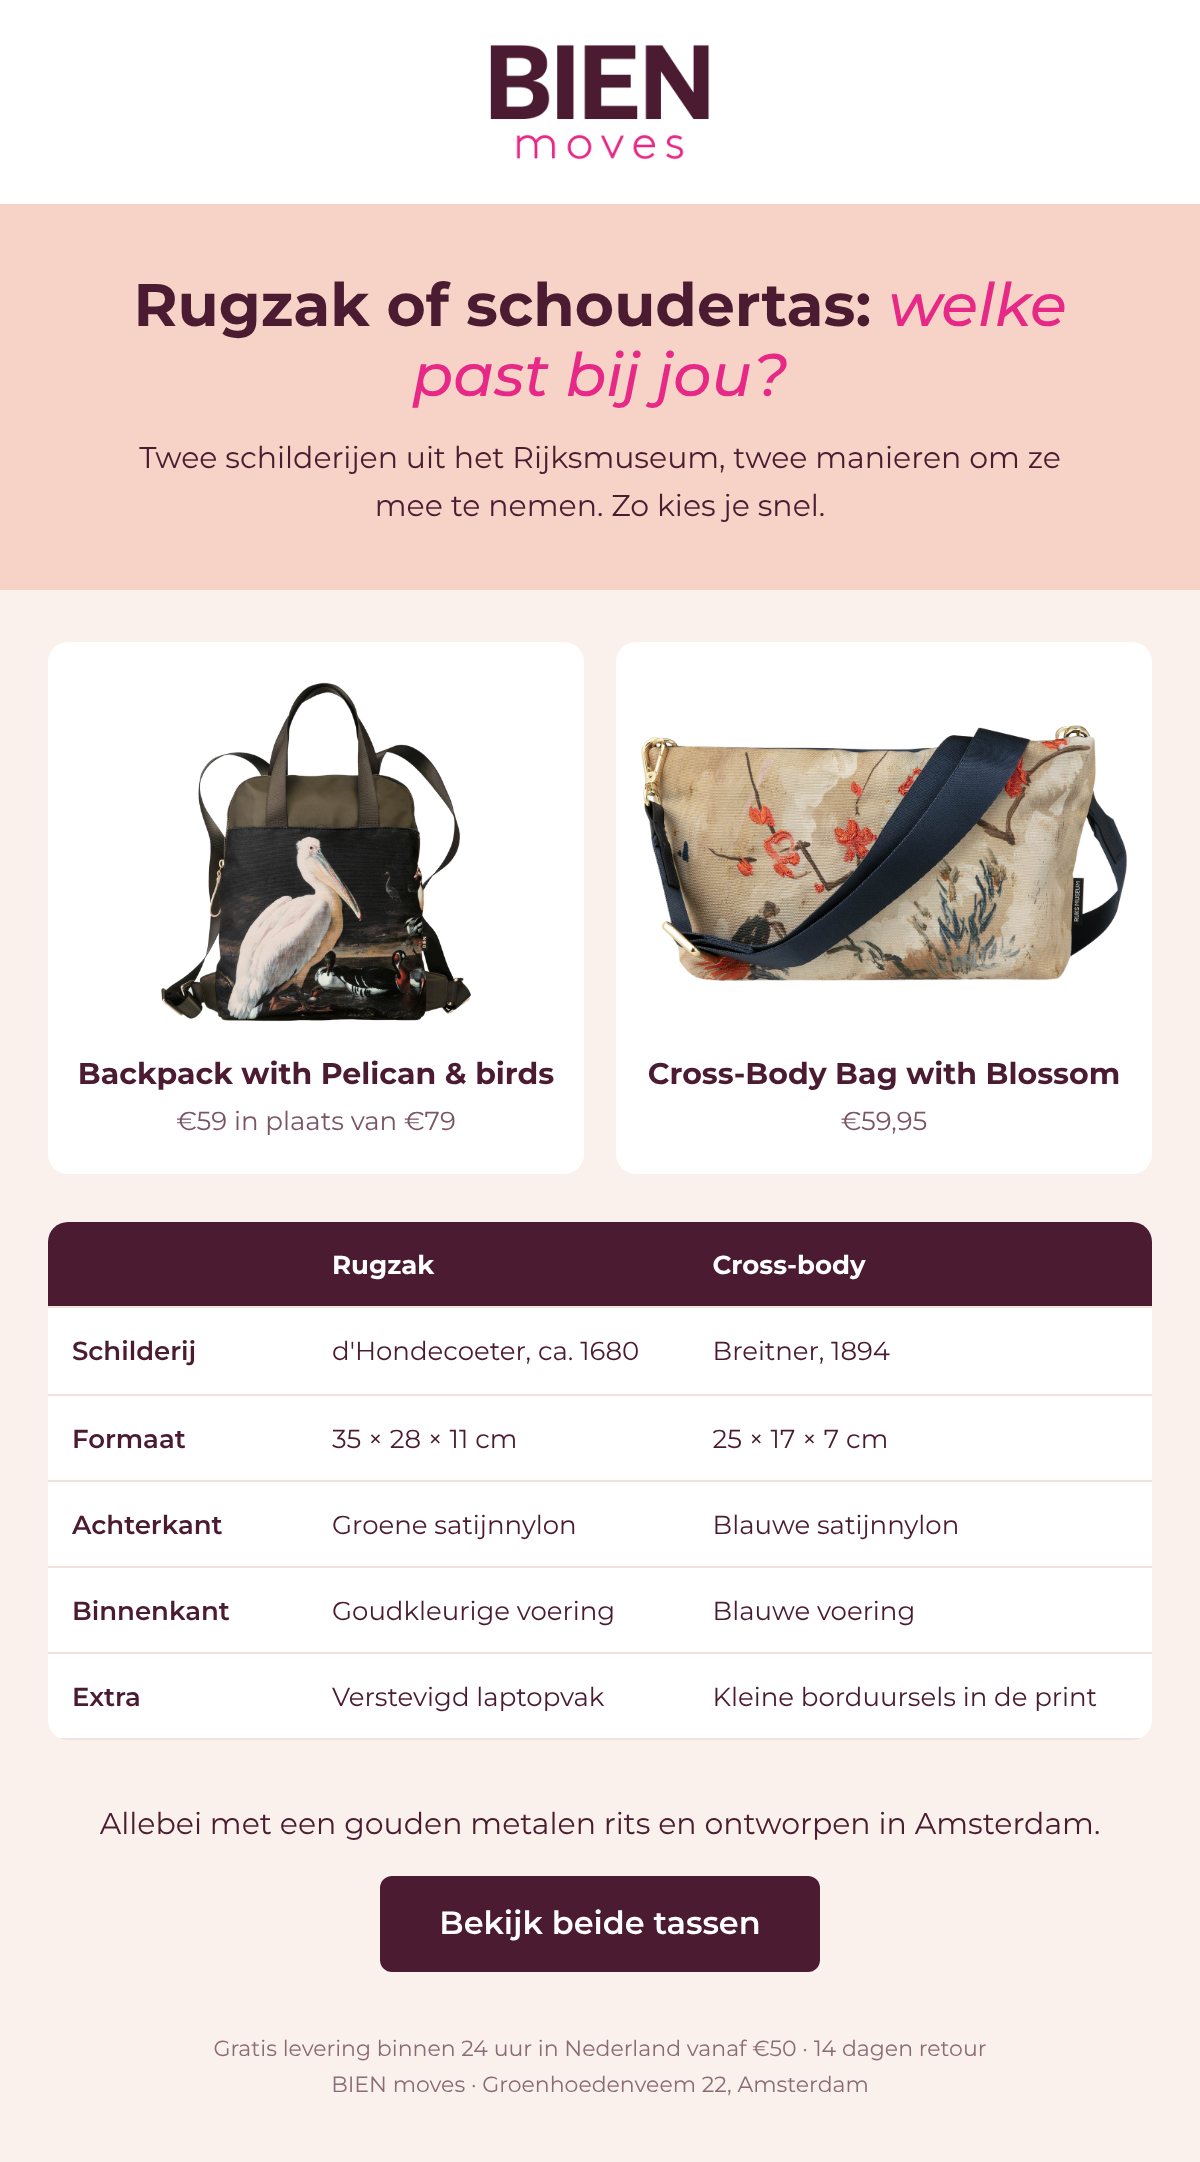 BIEN
moves
Rugzak of schoudertas: welke
past bij jou?
Twee schilderijen uit het Rijksmuseum, twee manieren om ze
mee te nemen. Zo kies je snel.
RIJKSMUSEUM
BIEN
Backpack with Pelican & birds
€59 in plaats van €79
Cross-Body Bag with Blossom
€59,95
Rugzak Cross-body
Schilderij d'Hondecoeter, ca. 1680 Breitner, 1894
Formaat 35 × 28 × 11 cm 25 × 17 × 7 cm
Achterkant Groene satijnnylon Blauwe satijnnylon
Binnenkant Goudkleurige voering Blauwe voering
Extra Verstevigd laptopvak Kleine borduursels in de print
Allebei met een gouden metalen rits en ontworpen in Amsterdam.
Bekijk beide tassen
Gratis levering binnen 24 uur in Nederland vanaf €50 · 14 dagen retour
BIEN moves · Groenhoedenveem 22, Amsterdam